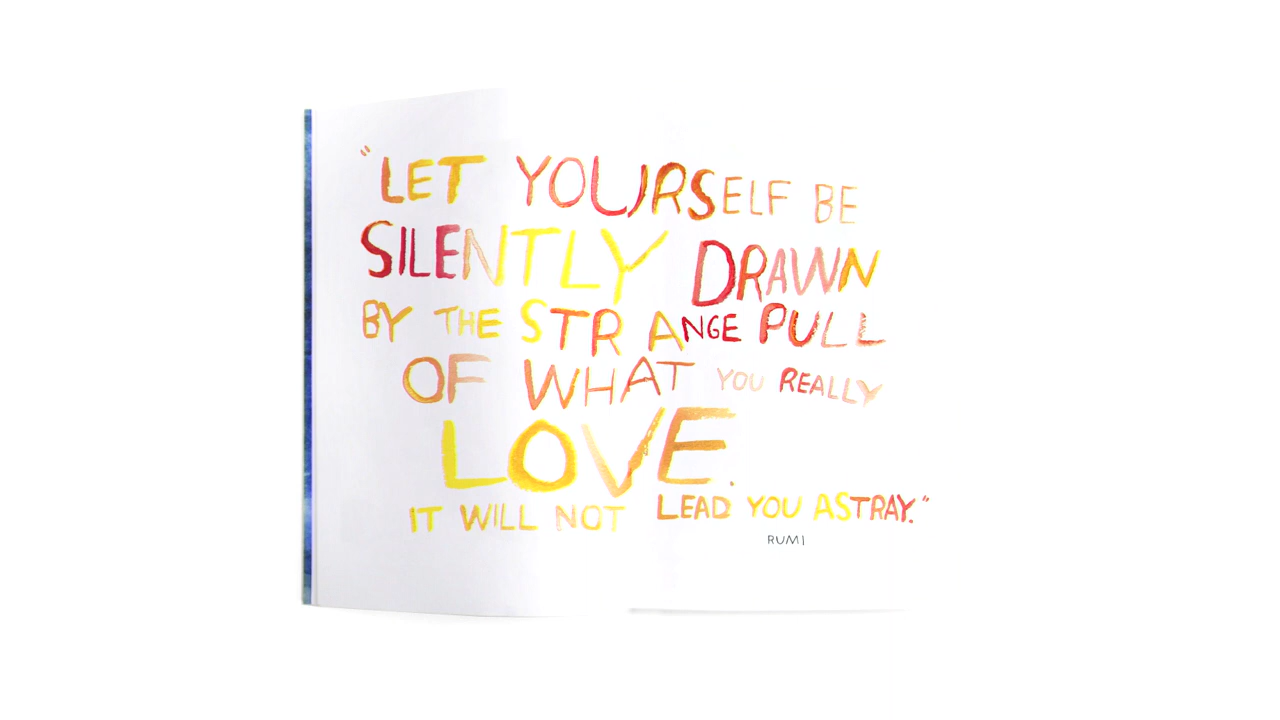 "LET YOURSELF BE
SILENTLY DRAWN
BY THE STRANGE PULL
OF WHAT YOU REALLY
LOVE.
IT WILL NOT LEAD YOU ASTRAY."
RUMI